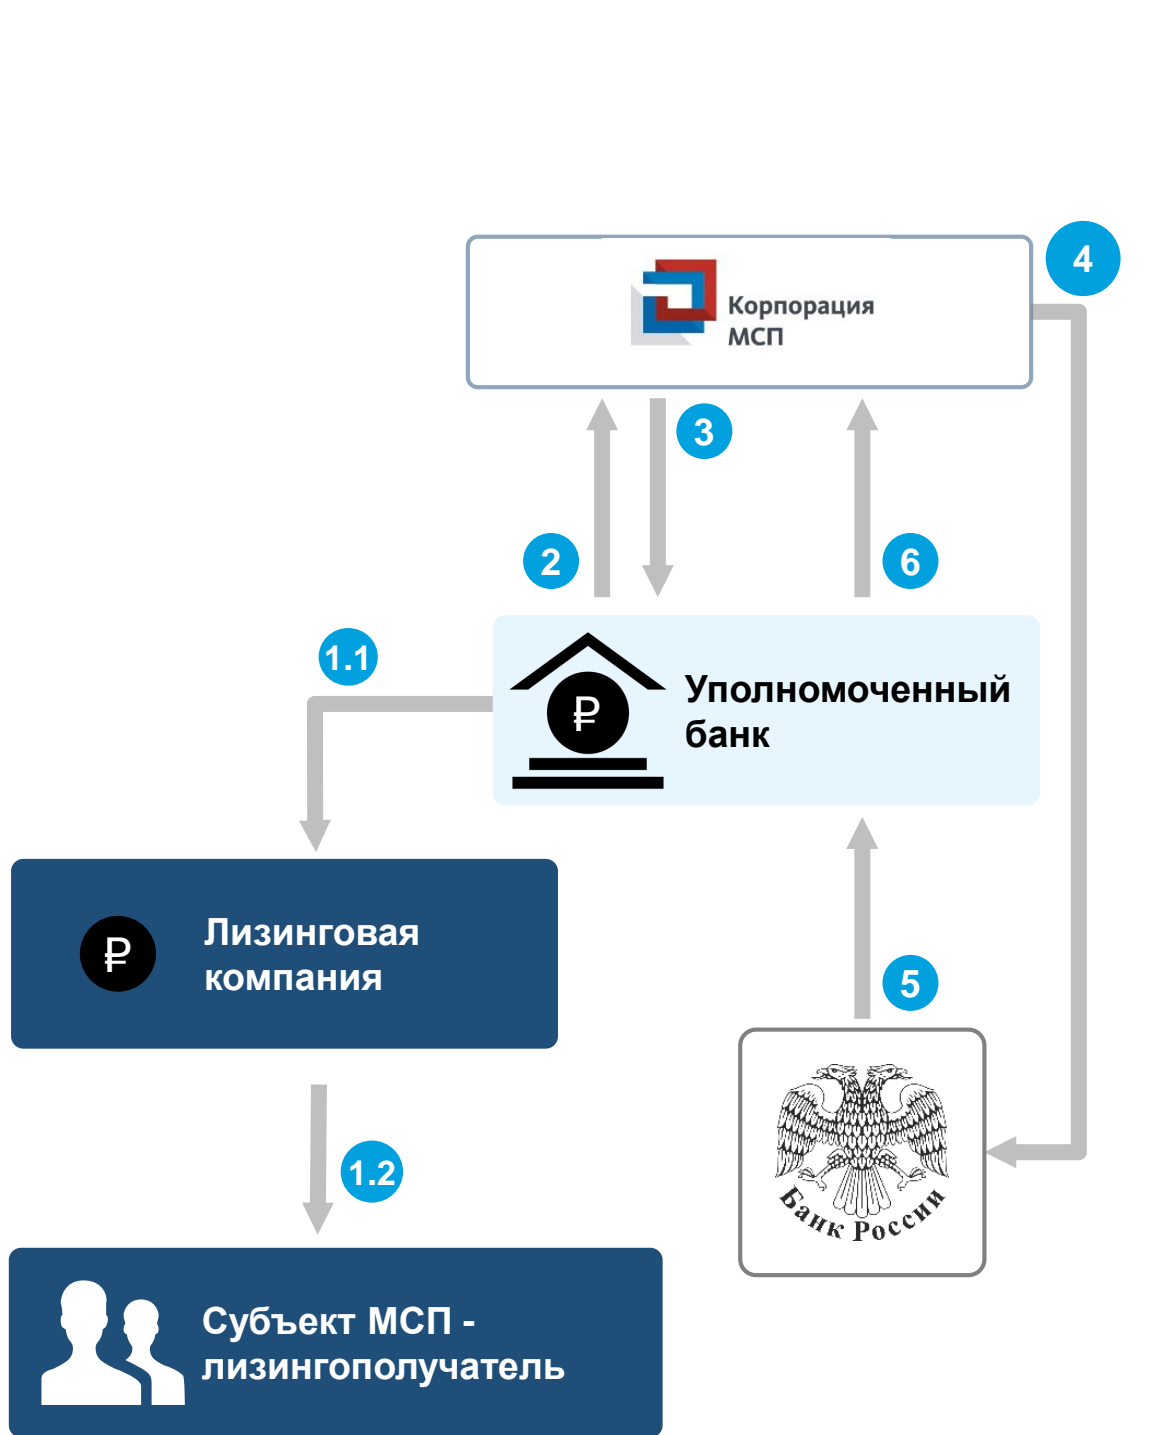 4
Корпорация
МСП
3
2
6
1.1
₽
Уполномоченный
банк
₽
Лизинговая
компания
5
1.2
Банк России
Субъект МСП -
лизингополучатель